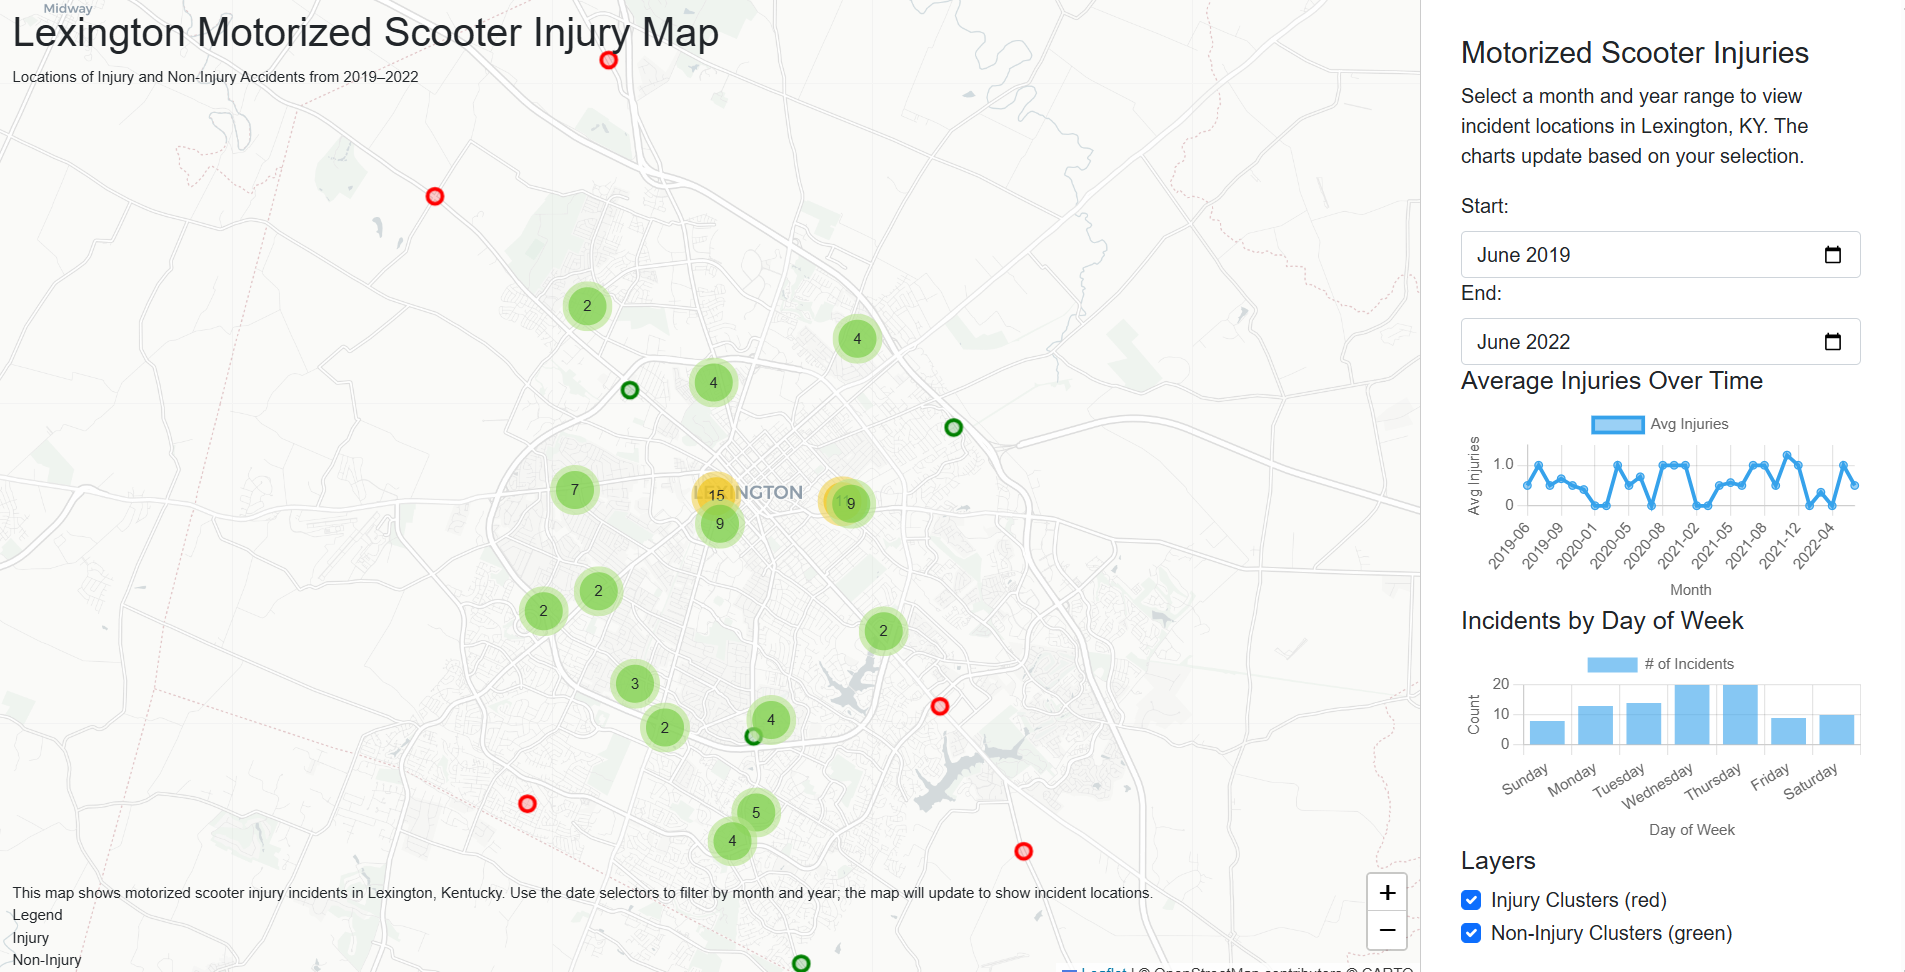 Midway
Lexington Motorized Scooter Injury Map
Locations of Injury and Non-Injury Accidents from 2019–2022
2
4
4
7
15
LEXINGTON
9
9
2
2
2
3
2
4
5
4
This map shows motorized scooter injury incidents in Lexington, Kentucky. Use the date selectors to filter by month and year; the map will update to show incident locations.
Legend
Injury
Non-Injury
+
−
Leaflet | © OpenStreetMap contributors © CARTO
Motorized Scooter Injuries
Select a month and year range to view
incident locations in Lexington, KY. The
charts update based on your selection.
Start:
June 2019
End:
June 2022
Average Injuries Over Time
Avg Injuries
Avg Injuries
1.0
0
2019-06
2019-09
2020-01
2020-05
2020-08
2021-02
2021-05
2021-08
2021-12
2022-04
Month
Incidents by Day of Week
# of Incidents
Count
20
10
0
Sunday
Monday
Tuesday
Wednesday
Thursday
Friday
Saturday
Day of Week
Layers
Injury Clusters (red)
Non-Injury Clusters (green)